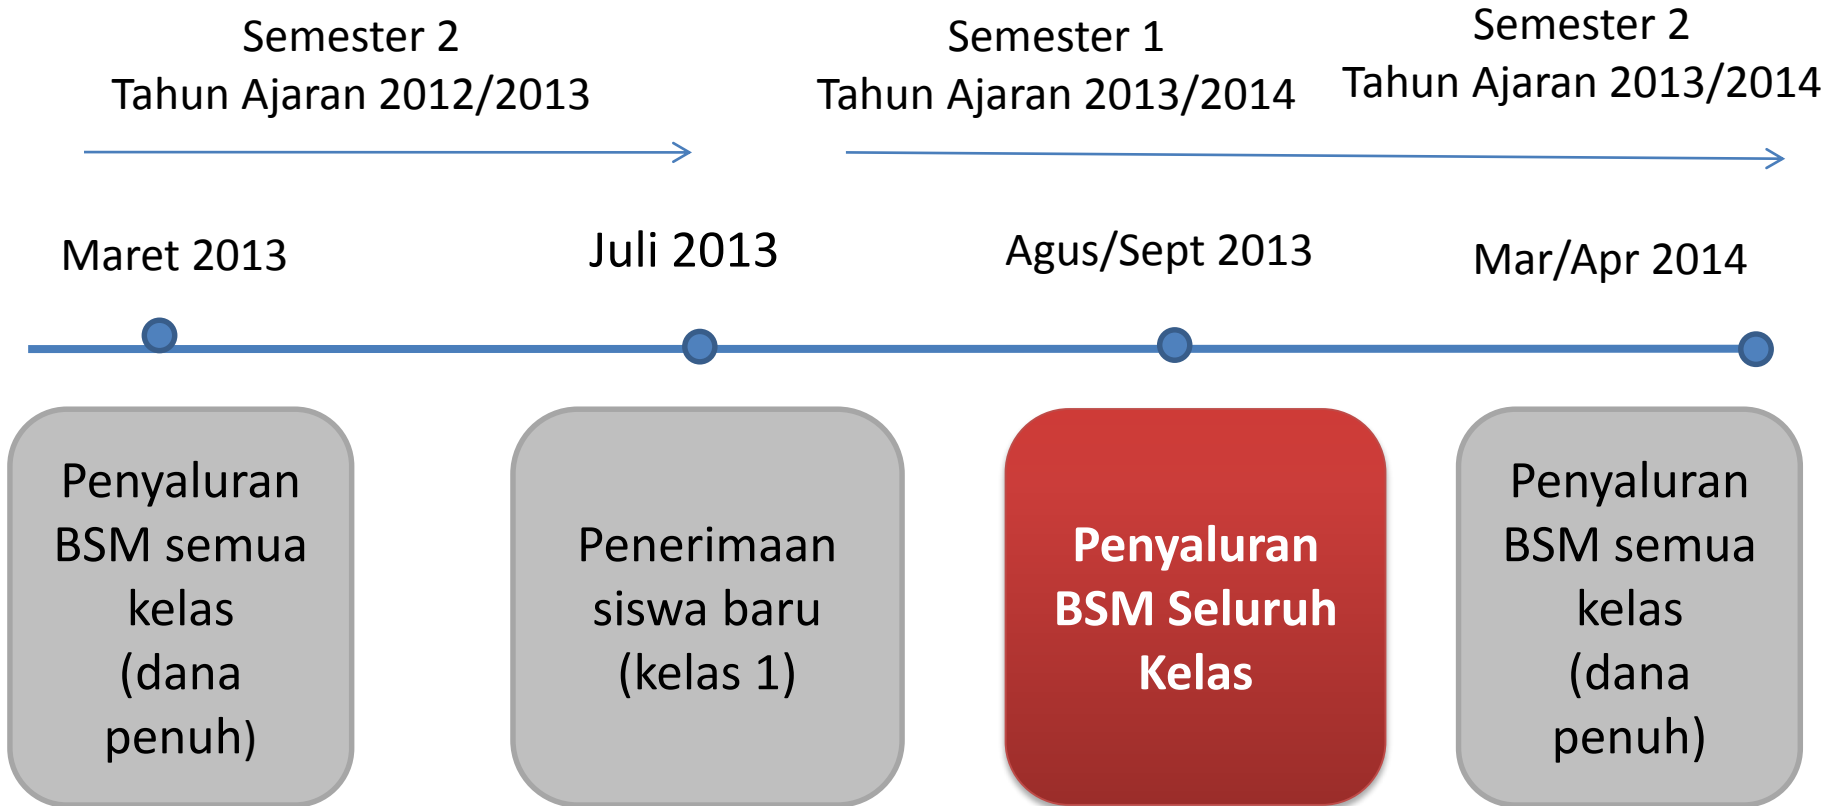 Semester 2
Tahun Ajaran 2012/2013
Semester 1
Tahun Ajaran 2013/2014
Semester 2
Tahun Ajaran 2013/2014
Maret 2013
Juli 2013
Agus/Sept 2013
Mar/Apr 2014
Penyaluran
BSM semua
kelas
(dana
penuh)
Penerimaan
siswa baru
(kelas 1)
Penyaluran
BSM Seluruh
Kelas
Penyaluran
BSM semua
kelas
(dana
penuh)